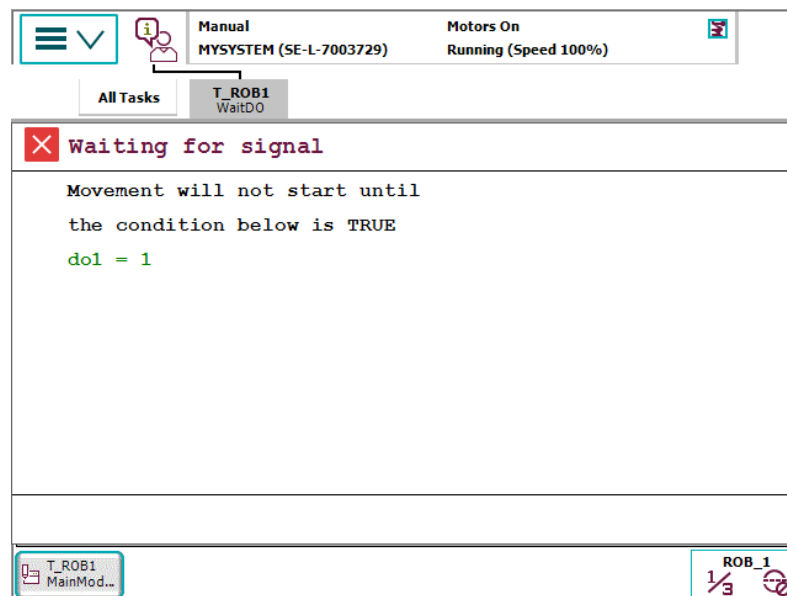 Manual
Motors On
MYSYSTEM (SE-L-7003729)
Running (Speed 100%)
All Tasks
T_ROB1
WaitDO
Waiting for signal
Movement will not start until
the condition below is TRUE
do1 = 1
T_ROB1
MainMod...
ROB_1
1/3